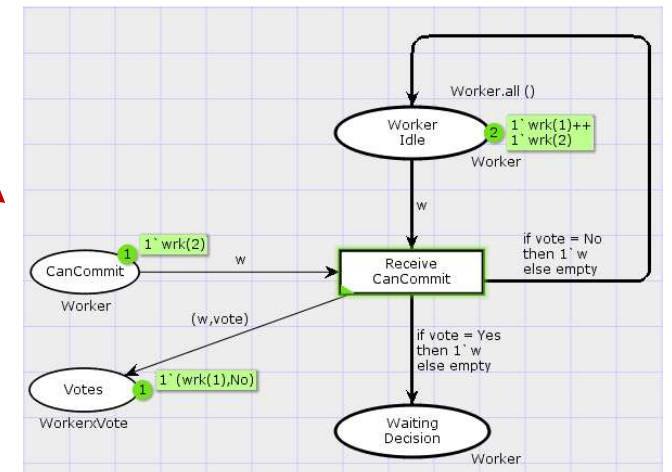 Worker.all ()
Worker
Idle
2
1`wrk(1)++
1`wrk(2)
Worker
w
1
1`wrk(2)
CanCommit
w
Worker
Receive
CanCommit
if vote = No
then 1`w
else empty
(w,vote)
if vote = Yes
then 1`w
else empty
Votes
1
1`(wrk(1),No)
WorkerxVote
Waiting
Decision
Worker